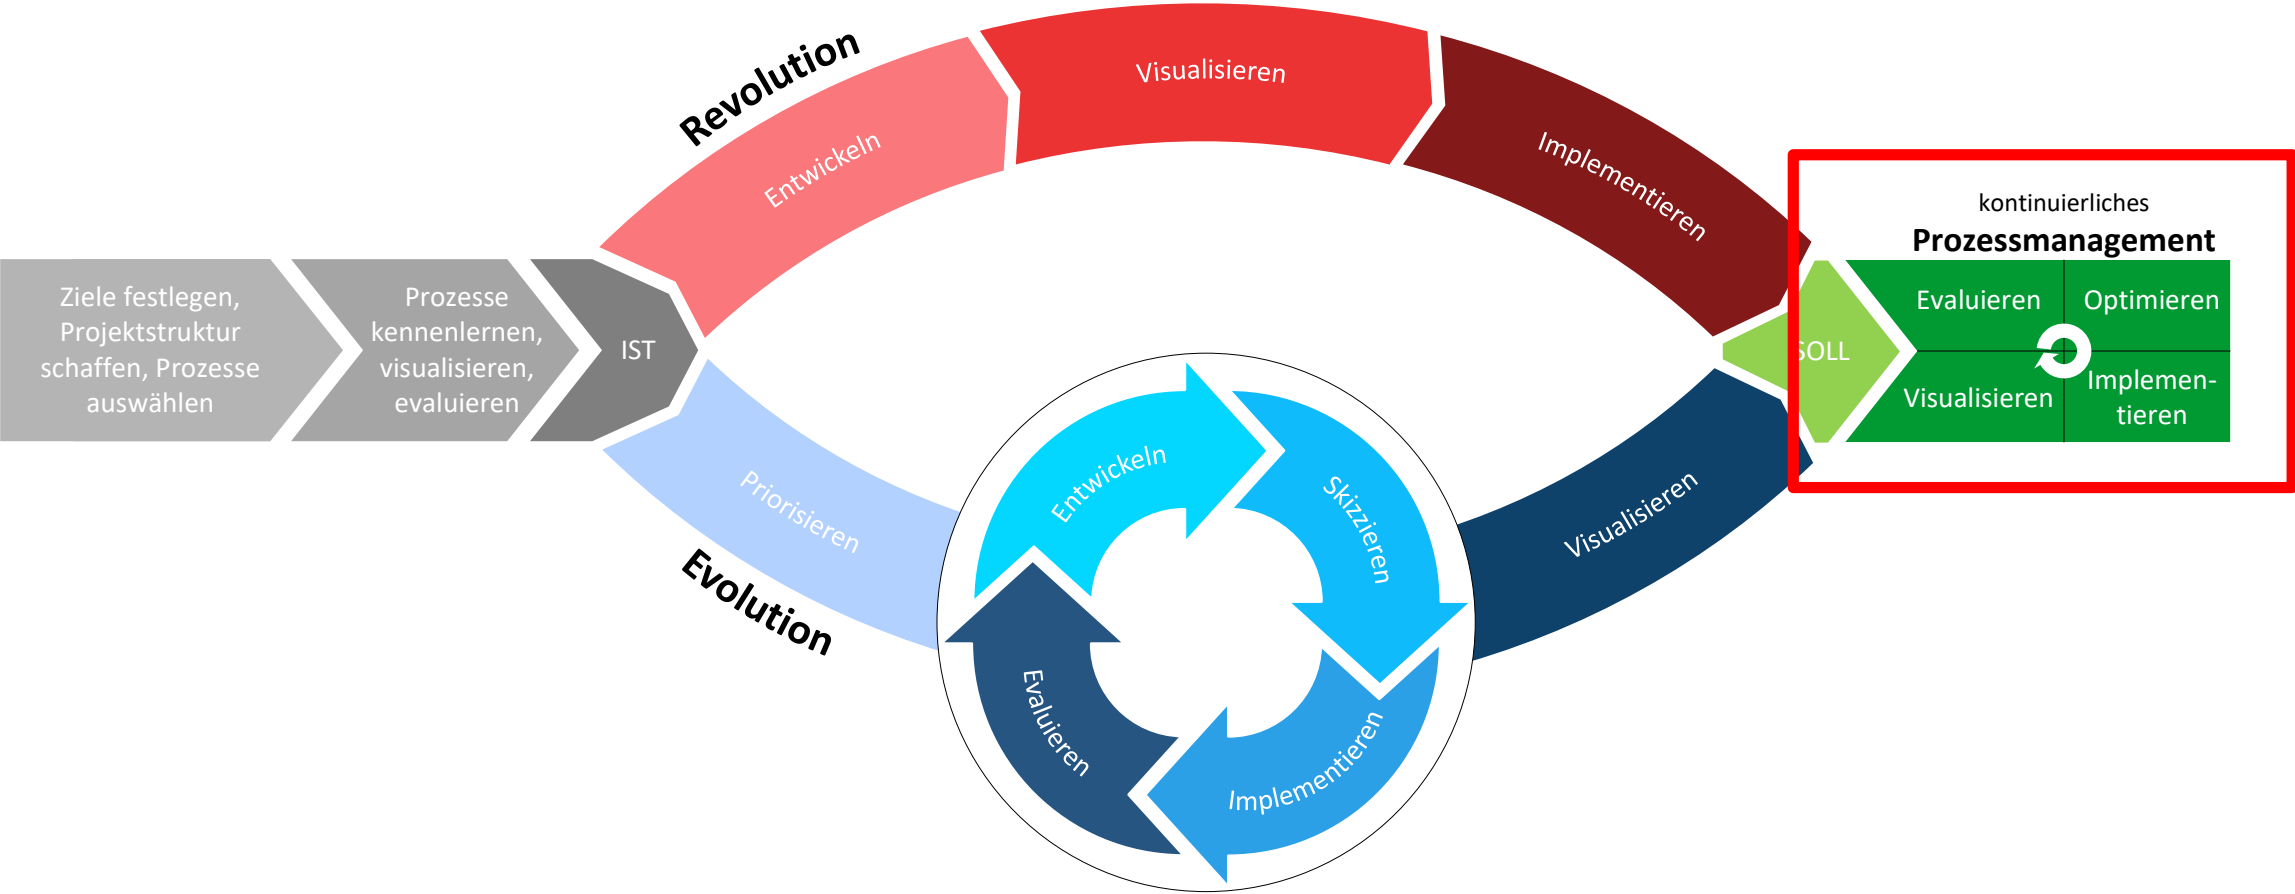 Revolution
Entwickeln
Visualisieren
Implementieren
Ziele festlegen,
Projektstruktur
schaffen, Prozesse
auswählen
Prozesse
kennenlernen,
visualisieren,
evaluieren
IST
Evolution
Priorisieren
Entwickeln
Skizzieren
Implementieren
Evaluieren
Visualisieren
SOLL
kontinuierliches
Prozessmanagement
Evaluieren
Optimieren
Visualisieren
Implemen-
tieren